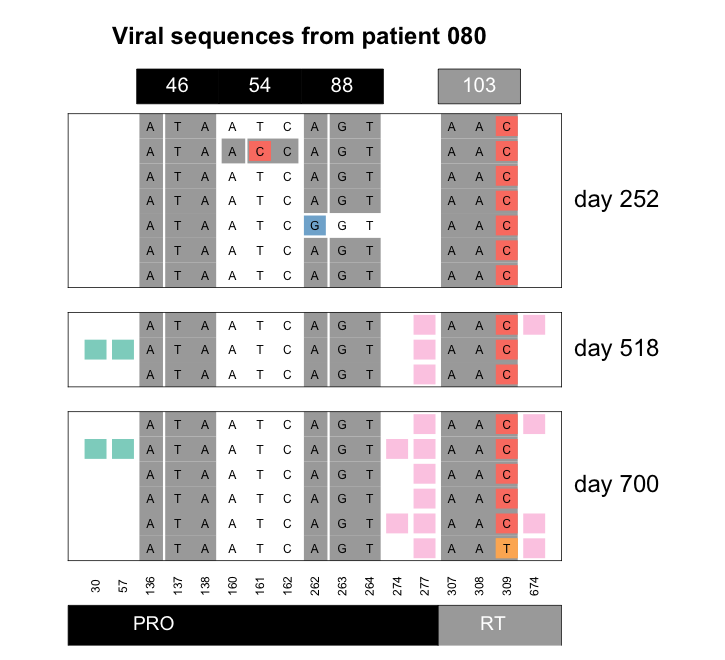 Viral sequences from patient 080
46 54 88 103
A T A A T C A G T A A C
A T A A C C A G T A A C
A T A A T C A G T A A C
A T A A T C A G T A A C
day 252
A T A A T C G G T A A C
A T A A T C A G T A A C
A T A A T C A G T A A C
A T A A T C A G T A A C
A T A A T C A G T A A C
day 518
A T A A T C A G T A A C
A T A A T C A G T A A C
A T A A T C A G T A A C
A T A A T C A G T A A C
day 700
A T A A T C A G T A A C
A T A A T C A G T A A C
A T A A T C A G T A A T
30 57 136 137 138 160 161 162 262 263 264 274 277 307 308 309 674
PRO RT